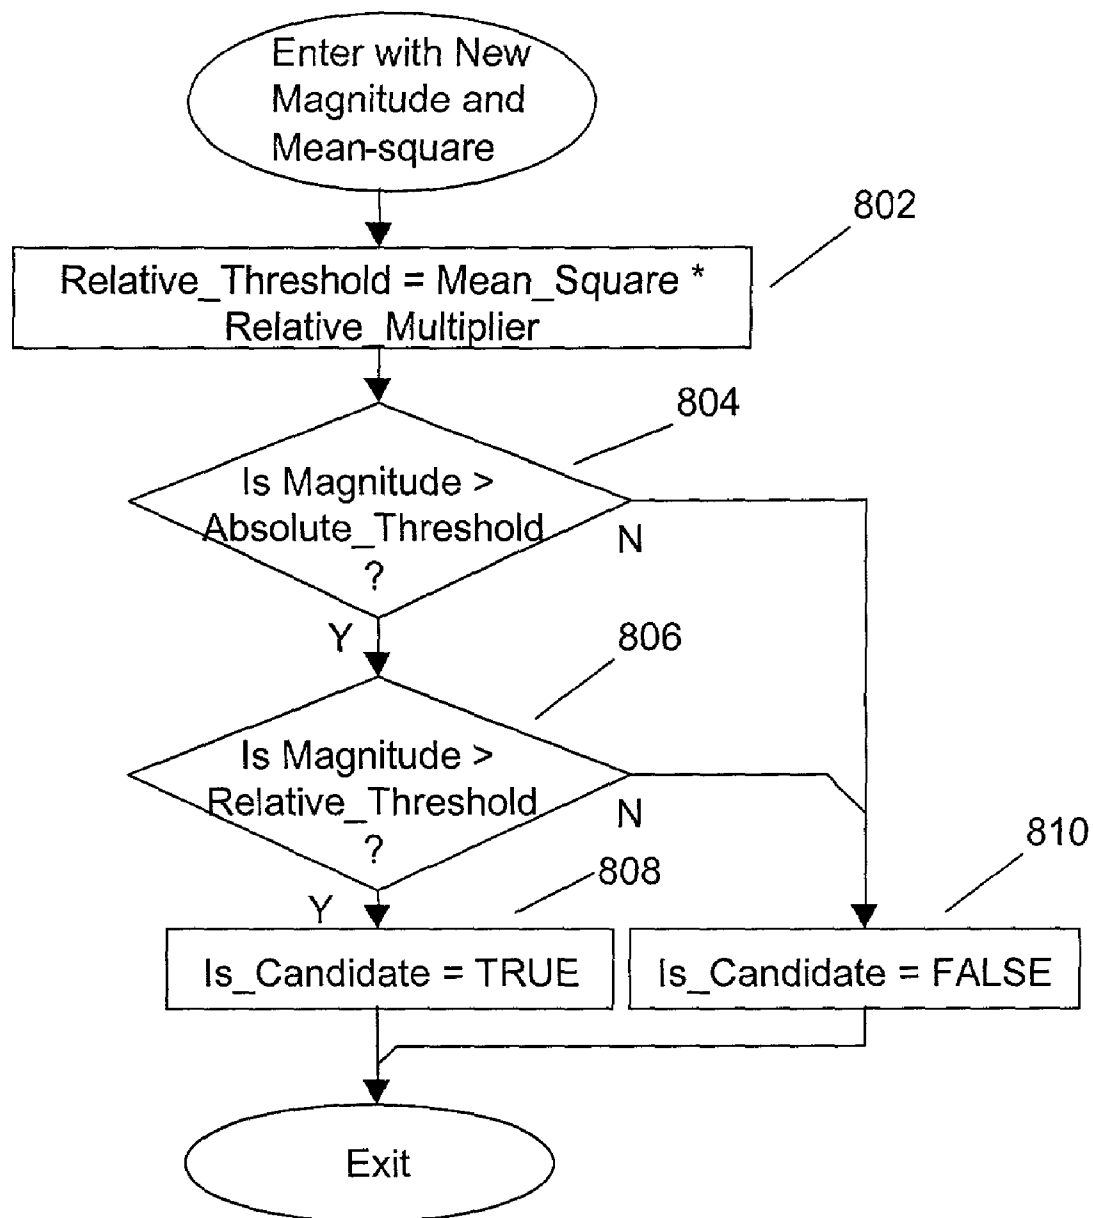 Enter with New
Magnitude and
Mean-square
802
Relative_Threshold = Mean_Square *
Relative_Multiplier
804
Is Magnitude >
Absolute_Threshold
?
N
Y
806
Is Magnitude >
Relative_Threshold
?
N
810
808
Y
Is_Candidate = TRUE
Is_Candidate = FALSE
Exit